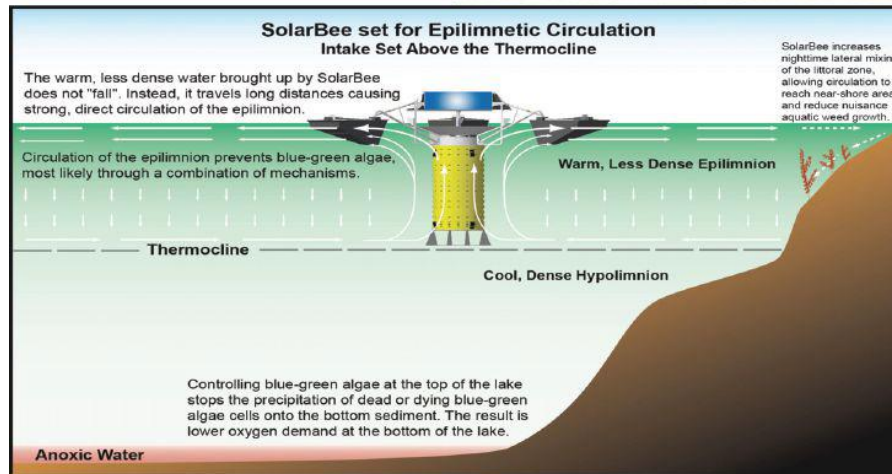 SolarBee set for Epilimnetic Circulation
Intake Set Above the Thermocline
The warm, less dense water brought up by SolarBee
does not "fall". Instead, it travels long distances causing
strong, direct circulation of the epilimnion.
SolarBee increases
nighttime lateral mixin
of the littoral zone,
allowing circulation to
reach near-shore area
and reduce nuisance
aquatic weed growth.
Circulation of the epilimnion prevents blue-green algae,
most likely through a combination of mechanisms.
Warm, Less Dense Epilimnion
Thermocline
Cool, Dense Hypolimnion
Controlling blue-green algae at the top of the lake
stops the precipitation of dead or dying blue-green
algae cells onto the bottom sediment. The result is
lower oxygen demand at the bottom of the lake.
Anoxic Water